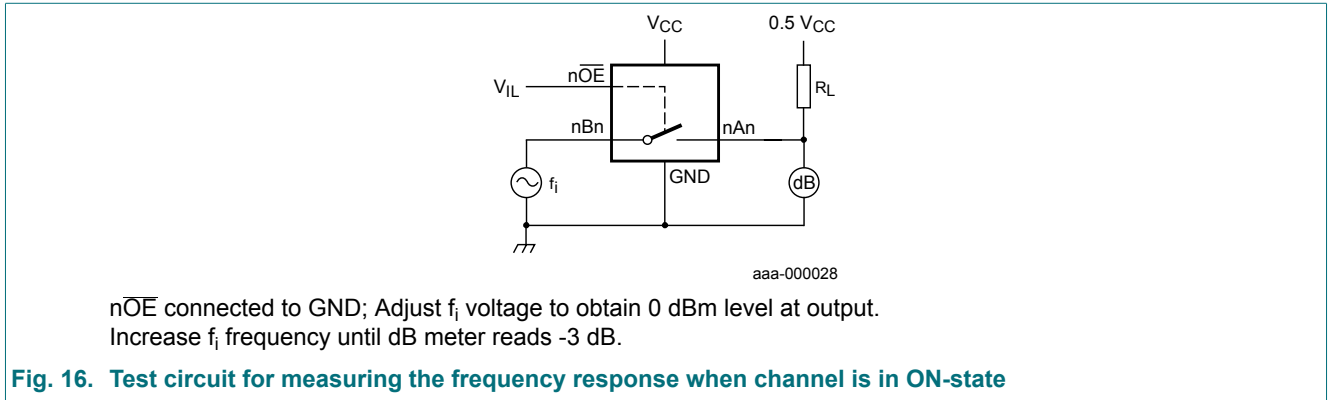 VCC
0.5 VCC
nOE
VIL
RL
nBn
nAn
GND
fi
dB
aaa-000028
nOE connected to GND; Adjust fi voltage to obtain 0 dBm level at output.
Increase fi frequency until dB meter reads -3 dB.
Fig. 16. Test circuit for measuring the frequency response when channel is in ON-state